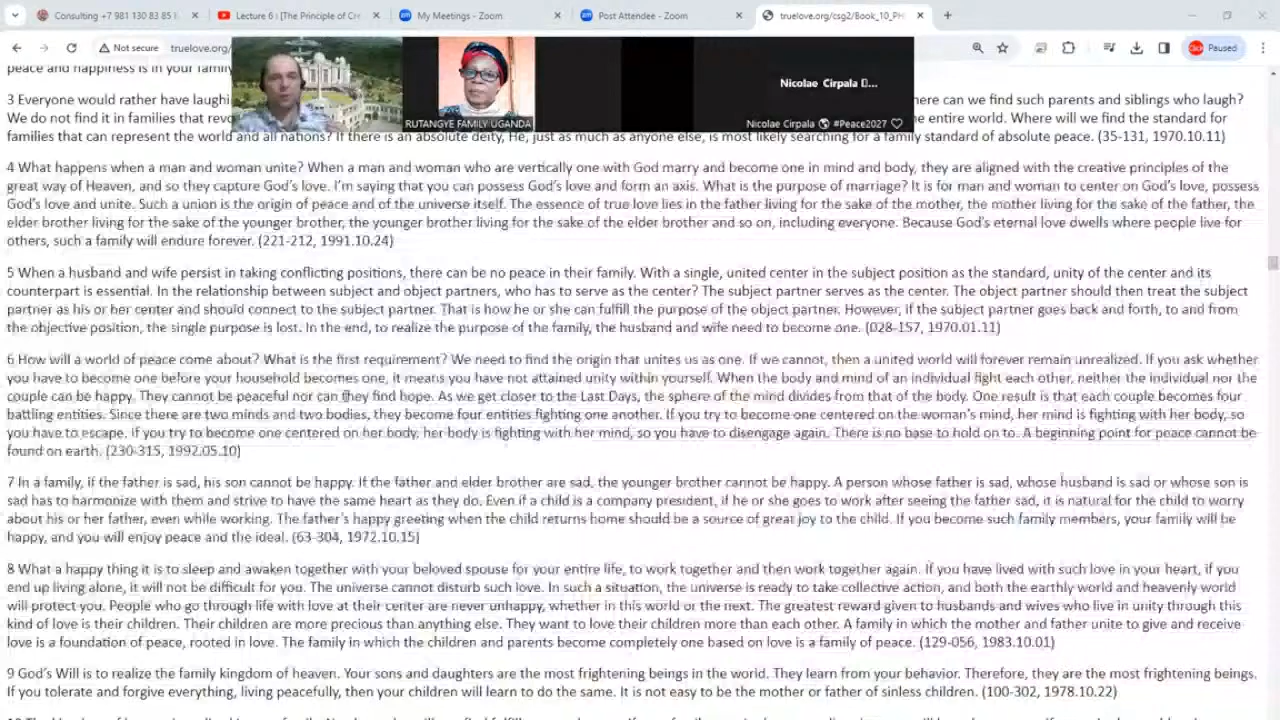 Consulting +7 981 130 83 85
Lecture 6 | [The Principle of Cre
My Meetings - Zoom
Post Attendee - Zoom
truelove.org/csg2/Book_10_PH
Not secure
truelove.org/
Paused
peace and happiness is in your family
Nicolae Cirpala
RUTANGYE FAMILY UGANDA
Nicolae Cirpala #Peace2027
3 Everyone would rather have laughi here can we find such parents and siblings who laugh?
We do not find it in families that revo e entire world. Where will we find the standard for
families that can represent the world and all nations? If there is an absolute deity, He, just as much as anyone else, is most likely searching for a family standard of absolute peace. (35-131, 1970.10.11)
4 What happens when a man and woman unite? When a man and woman who are vertically one with God marry and become one in mind and body, they are aligned with the creative principles of the
great way of Heaven, and so they capture God's love. I'm saying that you can possess God's love and form an axis. What is the purpose of marriage? It is for man and woman to center on God's love, possess
God's love and unite. Such a union is the origin of peace and of the universe itself. The essence of true love lies in the father living for the sake of the mother, the mother living for the sake of the father, the
elder brother living for the sake of the younger brother, the younger brother living for the sake of the elder brother and so on, including everyone. Because God's eternal love dwells where people live for
others, such a family will endure forever. (221-212, 1991.10.24)
5 When a husband and wife persist in taking conflicting positions, there can be no peace in their family. With a single, united center in the subject position as the standard, unity of the center and its
counterpart is essential. In the relationship between subject and object partners, who has to serve as the center? The subject partner serves as the center. The object partner should then treat the subject
partner as his or her center and should connect to the subject partner. That is how he or she can fulfill the purpose of the object partner. However, if the subject partner goes back and forth, to and from
the objective position, the single purpose is lost. In the end, to realize the purpose of the family, the husband and wife need to become one. (028-157, 1970.01.11)
6 How will a world of peace come about? What is the first requirement? We need to find the origin that unites us as one. If we cannot, then a united world will forever remain unrealized. If you ask whether
you have to become one before your household becomes one, it means you have not attained unity within yourself. When the body and mind of an individual fight each other, neither the individual nor the
couple can be happy. They cannot be peaceful nor can they find hope. As we get closer to the Last Days, the sphere of the mind divides from that of the body. One result is that each couple becomes four
battling entities. Since there are two minds and two bodies, they become four entities fighting one another. If you try to become one centered on the woman's mind, her mind is fighting with her body, so
you have to escape. If you try to become one centered on her body, her body is fighting with her mind, so you have to disengage again. There is no base to hold on to. A beginning point for peace cannot be
found on earth. (230-315, 1992.05.10)
7 In a family, if the father is sad, his son cannot be happy. If the father and elder brother are sad, the younger brother cannot be happy. A person whose father is sad, whose husband is sad or whose son is
sad has to harmonize with them and strive to have the same heart as they do. Even if a child is a company president, if he or she goes to work after seeing the father sad, it is natural for the child to worry
about his or her father, even while working. The father's happy greeting when the child returns home should be a source of great joy to the child. If you become such family members, your family will be
happy, and you will enjoy peace and the ideal. (63-304, 1972.10.15)
8 What a happy thing it is to sleep and awaken together with your beloved spouse for your entire life, to work together and then work together again. If you have lived with such love in your heart, if you
end up living alone, it will not be difficult for you. The universe cannot disturb such love. In such a situation, the universe is ready to take collective action, and both the earthly world and heavenly world
will protect you. People who go through life with love at their center are never unhappy, whether in this world or the next. The greatest reward given to husbands and wives who live in unity through this
kind of love is their children. Their children are more precious than anything else. They want to love their children more than each other. A family in which the mother and father unite to give and receive
love is a foundation of peace, rooted in love. The family in which the children and parents become completely one based on love is a family of peace. (129-056, 1983.10.01)
9 God's Will is to realize the family kingdom of heaven. Your sons and daughters are the most frightening beings in the world. They learn from your behavior. Therefore, they are the most frightening beings.
If you tolerate and forgive everything, living peacefully, then your children will learn to do the same. It is not easy to be the mother or father of sinless children. (100-302, 1978.10.22)